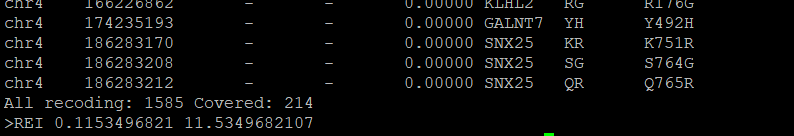 chr4 166226862 - - 0.00000 KLHL2 RG R176G
chr4 174235193 - - 0.00000 GALNT7 YH Y492H
chr4 186283170 - - 0.00000 SNX25 KR K751R
chr4 186283208 - - 0.00000 SNX25 SG S764G
chr4 186283212 - - 0.00000 SNX25 QR Q765R
All recoding: 1585 Covered: 214
>REI 0.1153496821 11.5349682107